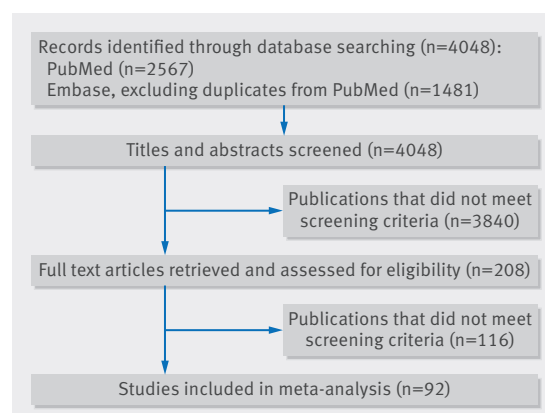 Records identified through database searching (n=4048):
PubMed (n=2567)
Embase, excluding duplicates from PubMed (n=1481)
Titles and abstracts screened (n=4048)
Publications that did not meet
screening criteria (n=3840)
Full text articles retrieved and assessed for eligibility (n=208)
Publications that did not meet
screening criteria (n=116)
Studies included in meta-analysis (n=92)